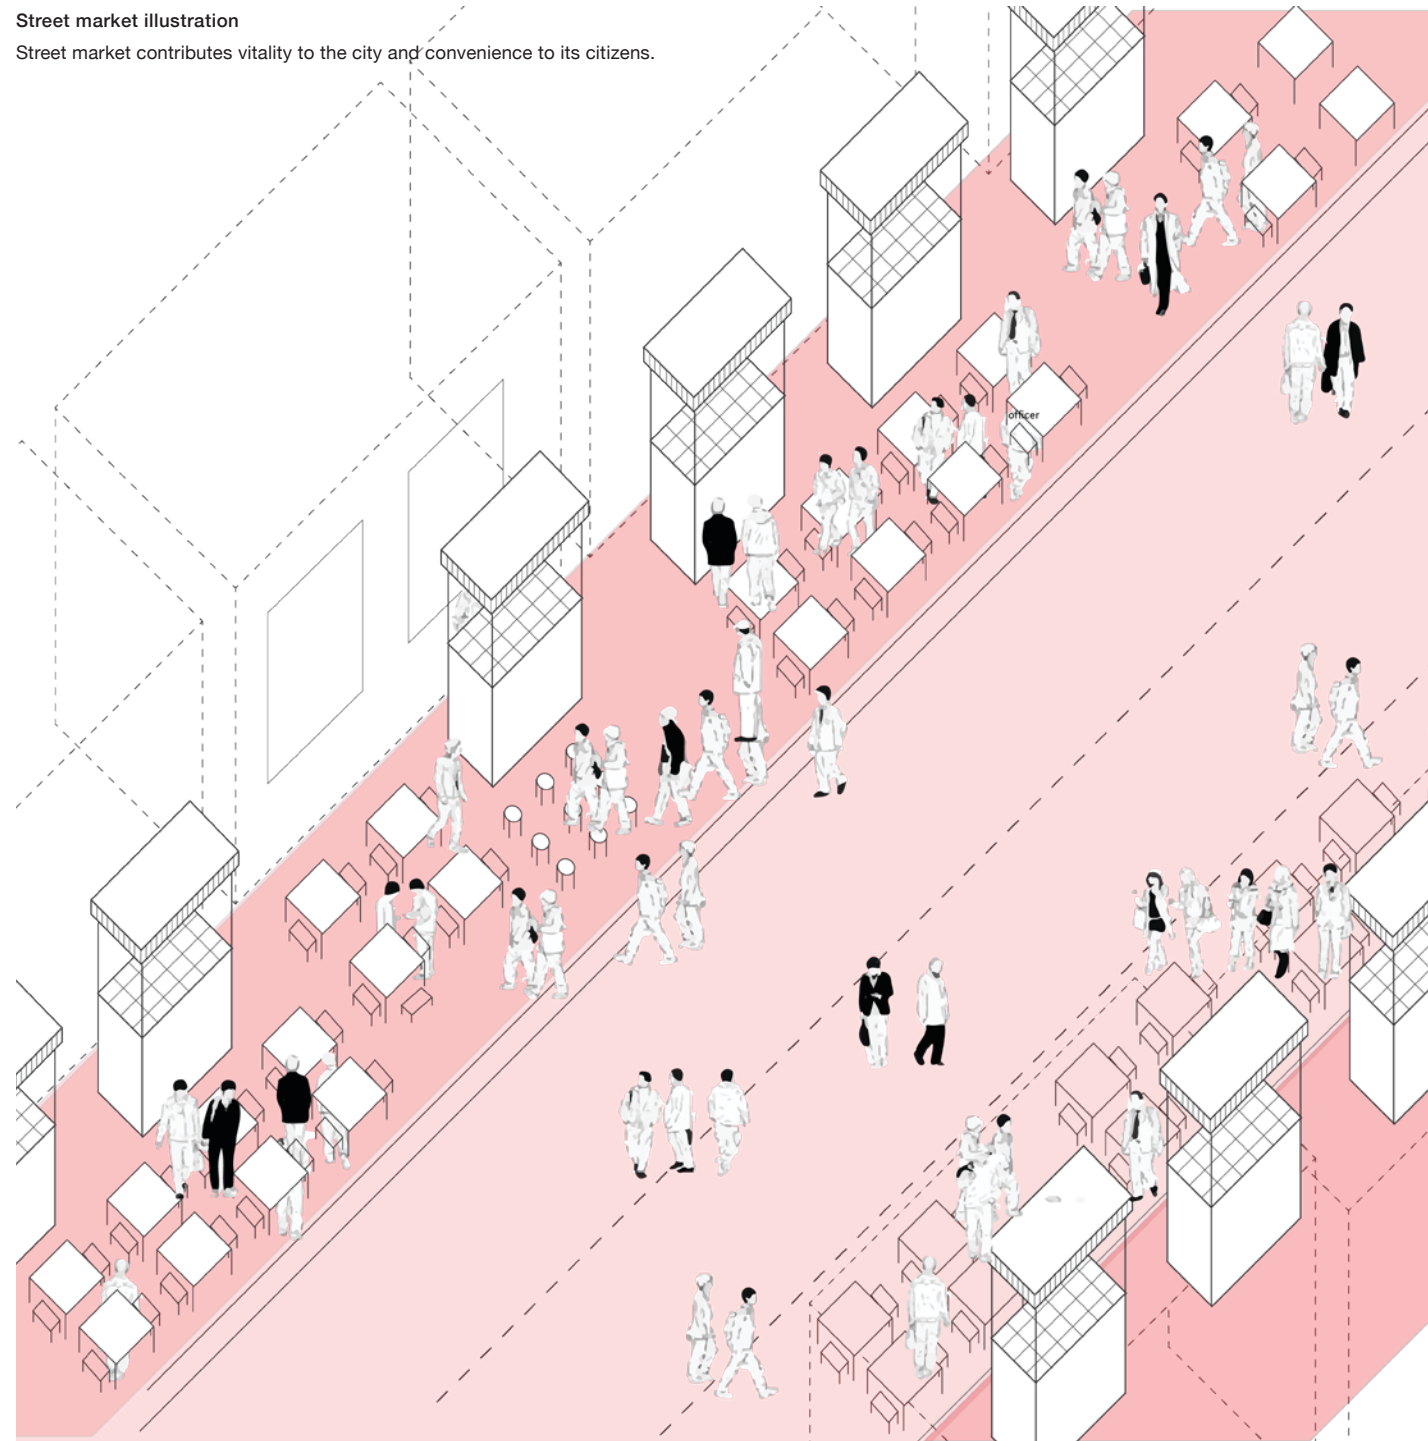 Street market illustration
Street market contributes vitality to the city and convenience to its citizens.
officer